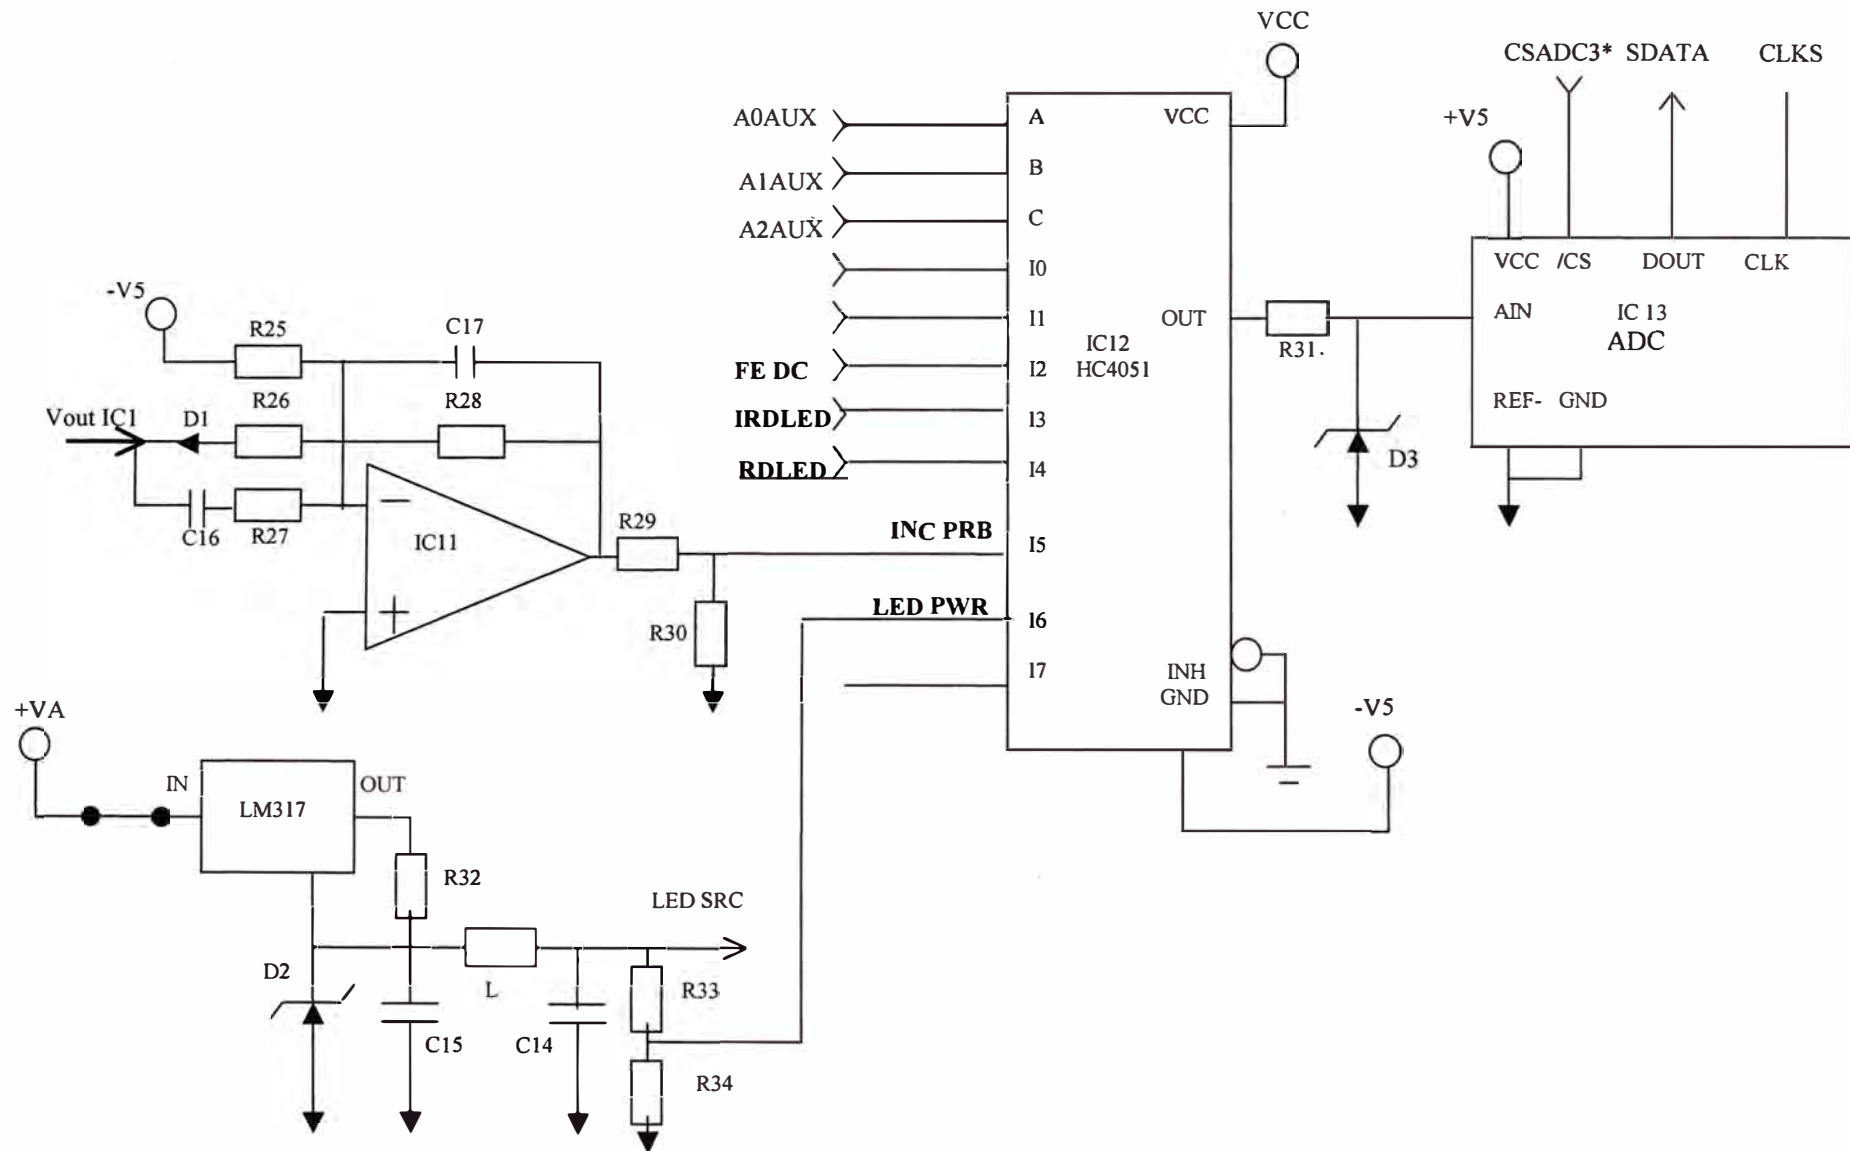 VCC
CSADC3* SDATA CLKS
A0AUX
A
VCC
+V5
B
A1AUX
C
A2AUX
I0
VCC /CS DOUT CLK
-V5
C17
I1
OUT
AIN
IC 13
R25
IC12
R31.
ADC
FE DC
I2
HC4051
R26
R28
REF- GND
Vout IC1
D1
IRDLED
I3
D3
RDLED
I4
R29
C16
R27
IC11
INC PRB
I5
LED PWR
I6
R30
I7
INH
GND
+VA
-V5
IN
OUT
LM317
R32
LED SRC
D2
L
R33
C15
C14
R34